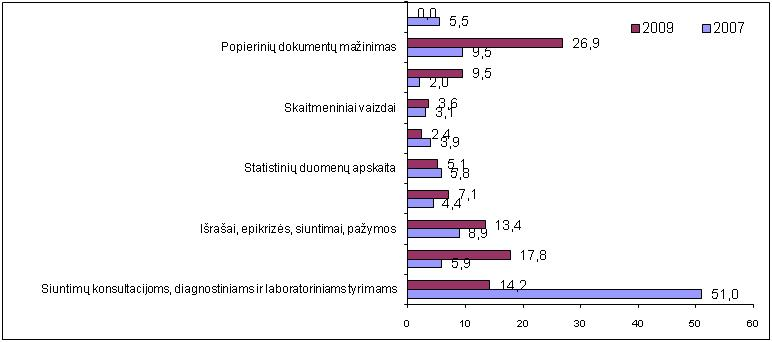 0,0
5,5
2009 2007
Popierinių dokumentų mažinimas 26,9
9,5
9,5
2,0
Skaitmeniniai vaizdai 3,6
3,1
2,4
3,9
Statistinių duomenų apskaita 5,1
5,8
7,1
4,4
Išrašai, epikrizės, siuntimai, pažymos 13,4
8,9
17,8
5,9
Siuntimų konsultacijoms, diagnostiniams ir laboratoriniams tyrimams 14,2
51,0
0 10 20 30 40 50 60